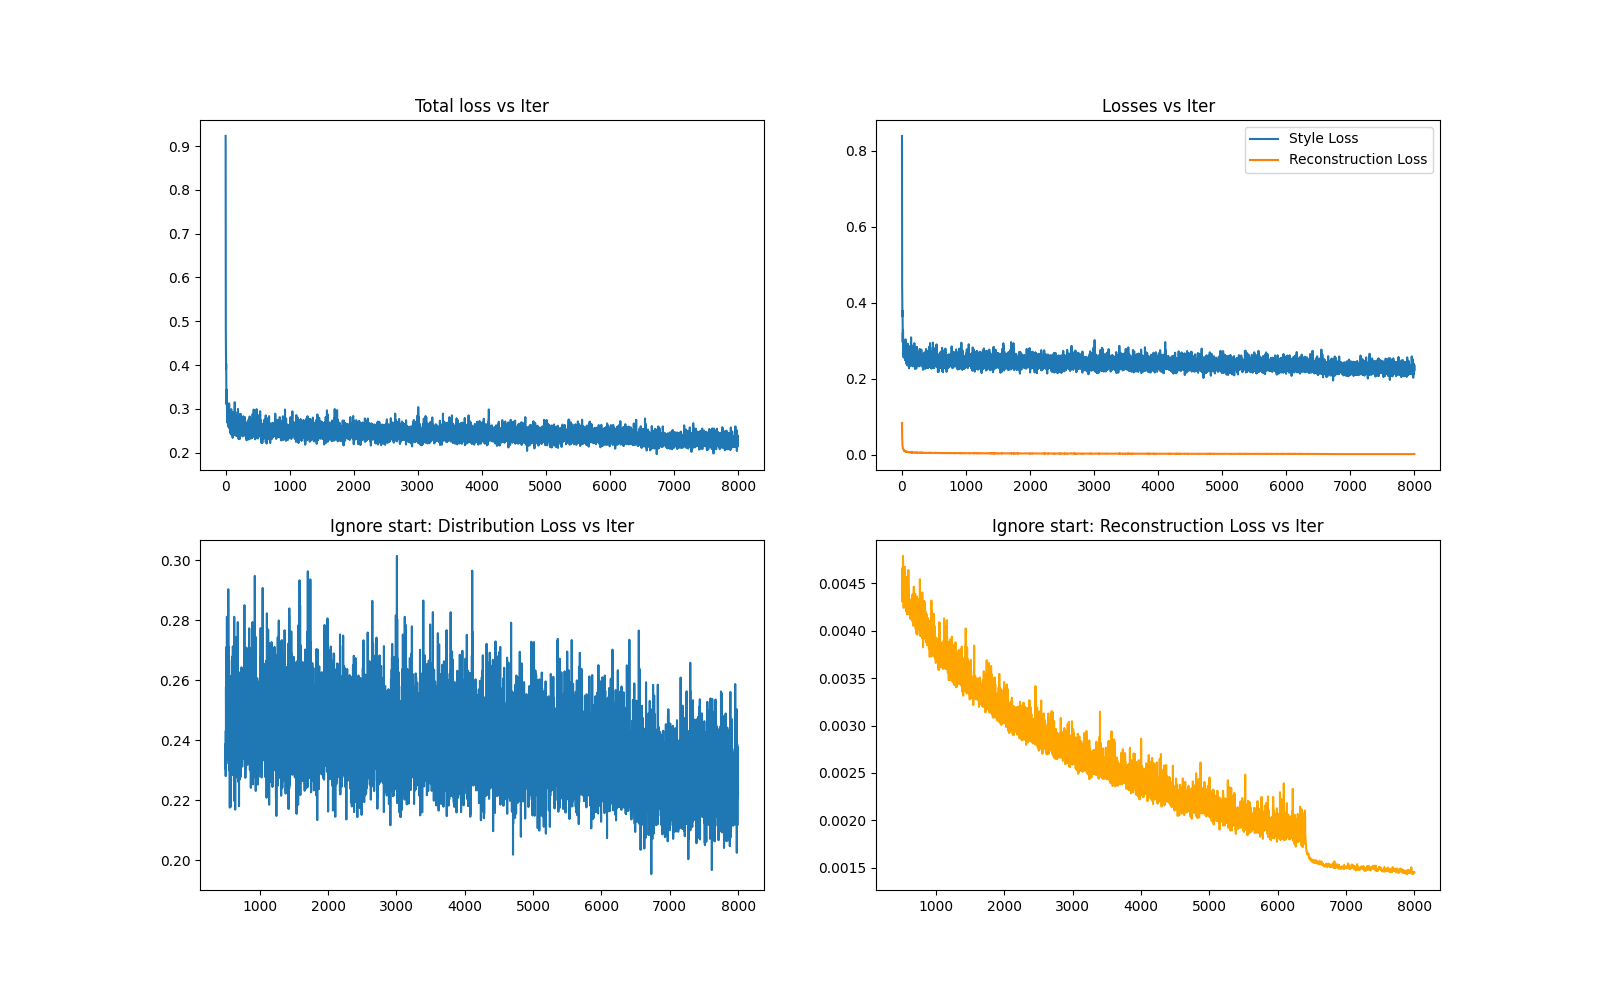 Total loss vs Iter
0.9
0.8
0.7
0.6
0.5
0.4
0.3
0.2
0 1000 2000 3000 4000 5000 6000 7000 8000
Losses vs Iter
Style Loss
Reconstruction Loss
0.8
0.6
0.4
0.2
0.0
0 1000 2000 3000 4000 5000 6000 7000 8000
Ignore start: Distribution Loss vs Iter
0.30
0.28
0.26
0.24
0.22
0.20
1000 2000 3000 4000 5000 6000 7000 8000
Ignore start: Reconstruction Loss vs Iter
0.0045
0.0040
0.0035
0.0030
0.0025
0.0020
0.0015
1000 2000 3000 4000 5000 6000 7000 8000